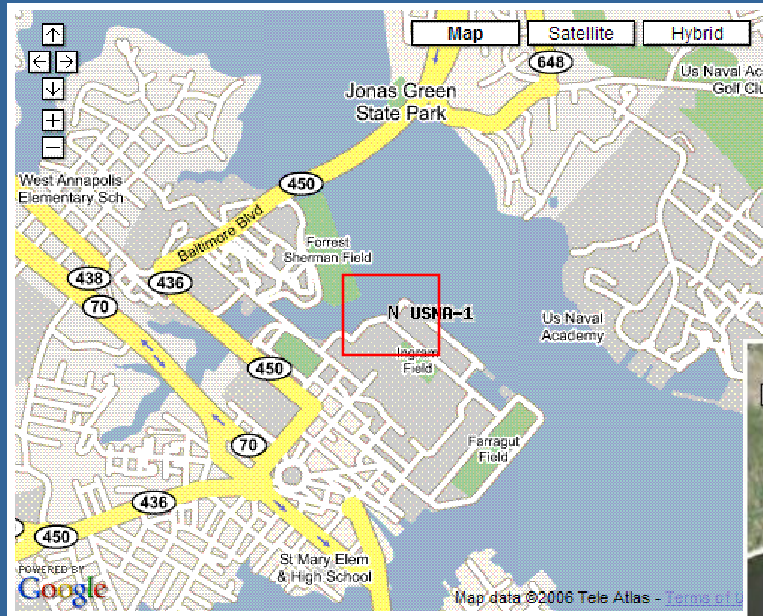 Map Satellite Hybrid
648
Us Naval Ac
Golf Clu
Jonas Green
State Park
West Annapolis
Elementary Sch
450
Baltimore Blvd
Forrest
Sherman Field
438
436
70
N USNA-1
Us Naval
Academy
Ingram
Field
450
Farragut
Field
70
436
450
St Mary Elem
& High School
POWERED BY
Google
Map data ©2006 Tele Atlas - Terms of U